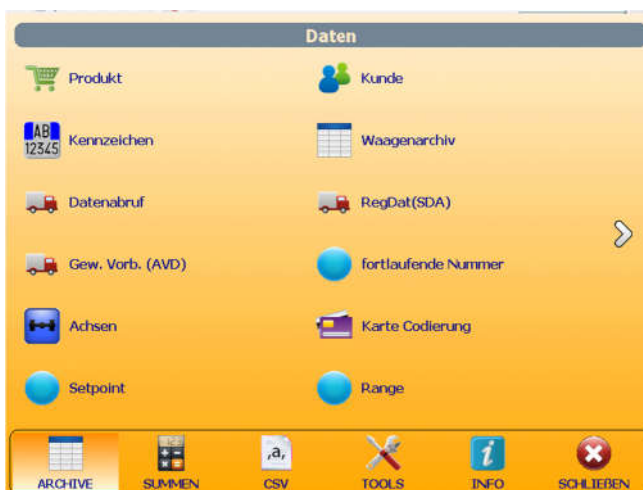 Daten
Produkt
Kunde
AB
12345
Kennzeichen
Waagenarchiv
Datenabruf
RegDat(SDA)
Gew. Vorb. (AVD)
fortlaufende Nummer
Achsen
Karte Codierung
Setpoint
Range
,a,
i
ARCHIVE
SUMMEN
CSV
TOOLS
INFO
SCHLIEßEN